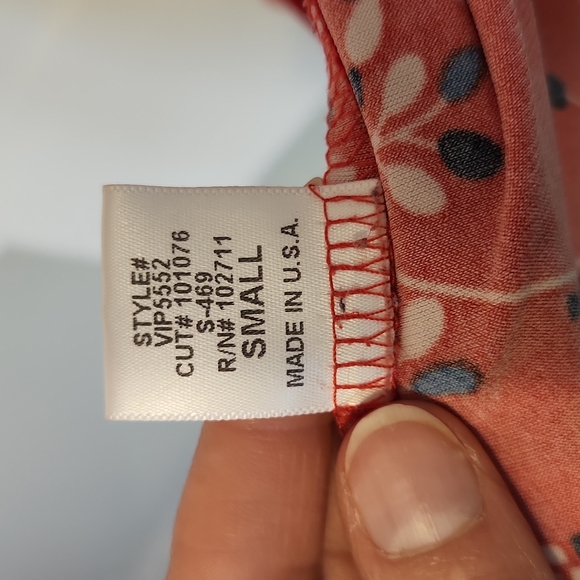 STYLE#
VIP5552
CUT# 101076
S-469
R/N# 102711
SMALL
MADE IN U.S.A.